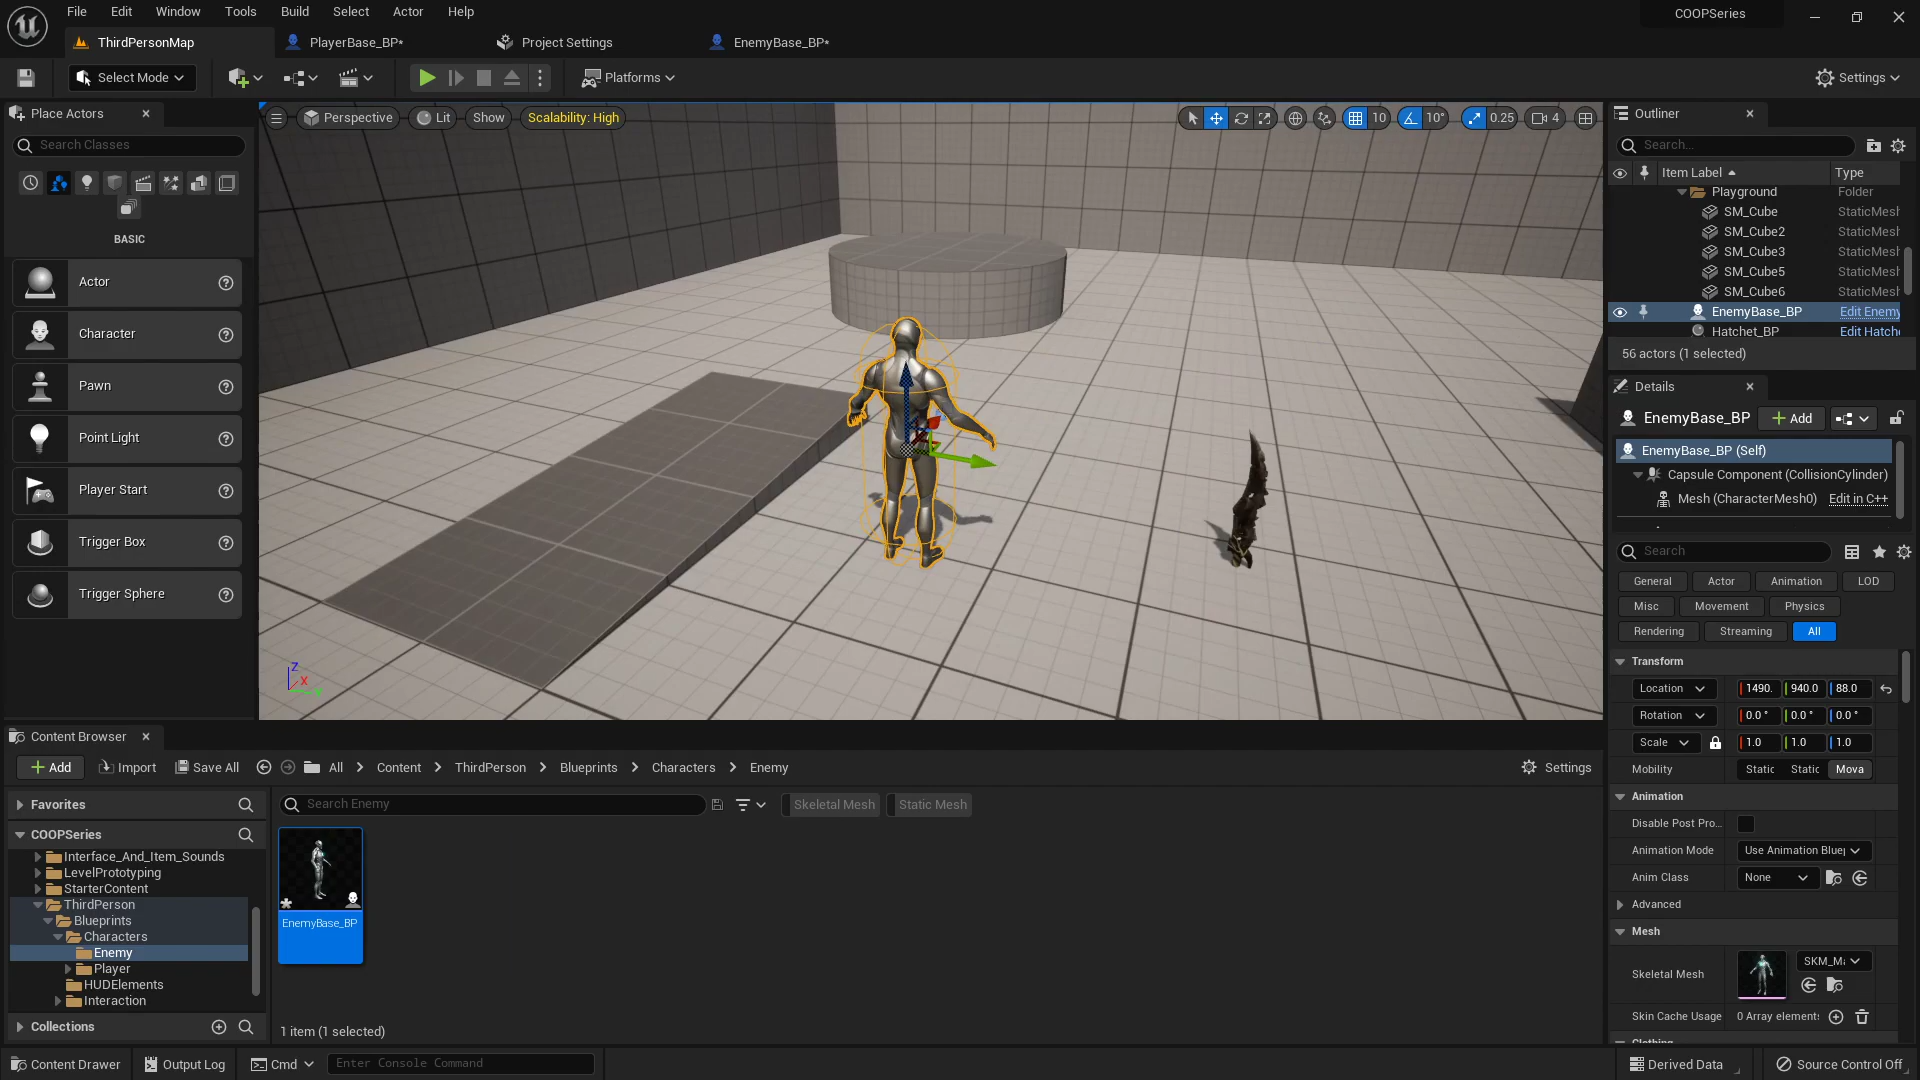 File Edit Window Tools Build Select Actor Help
COOPSeries
ThirdPersonMap
PlayerBase_BP*
Project Settings
EnemyBase_BP*
Select Mode
Platforms
Settings
Place Actors
Search Classes
BASIC
Actor
Character
Pawn
Point Light
Player Start
Trigger Box
Trigger Sphere
Perspective
Lit
Show
Scalability: High
10
10°
0.25
4
Z
X
Y
Outliner
Search...
Item Label
Type
Playground Folder
SM_Cube StaticMesh
SM_Cube2 StaticMesh
SM_Cube3 StaticMesh
SM_Cube5 StaticMesh
SM_Cube6 StaticMesh
EnemyBase_BP Edit Enemy
Hatchet_BP Edit Hatche
56 actors (1 selected)
Details
EnemyBase_BP
Add
EnemyBase_BP (Self)
Capsule Component (CollisionCylinder)
Mesh (CharacterMesh0) Edit in C++
Search
General Actor Animation LOD
Misc Movement Physics
Rendering Streaming All
Transform
Location 1490. 940.0 88.0
Rotation 0.0 ° 0.0 ° 0.0 °
Scale 1.0 1.0 1.0
Mobility Static Static Mova
Animation
Disable Post Pro...
Animation Mode Use Animation Bluep
Anim Class None
Advanced
Mesh
Skeletal Mesh SKM_Ma
Skin Cache Usage 0 Array elements
Clothing
Content Browser
Add
Import
Save All
All Content ThirdPerson Blueprints Characters Enemy
Settings
Favorites
COOPSeries
Interface_And_Item_Sounds
LevelPrototyping
StarterContent
ThirdPerson
Blueprints
Characters
Enemy
Player
HUDElements
Interaction
Collections
Search Enemy
Skeletal Mesh
Static Mesh
EnemyBase_BP
1 item (1 selected)
Content Drawer
Output Log
Cmd
Enter Console Command
Derived Data
Source Control Off